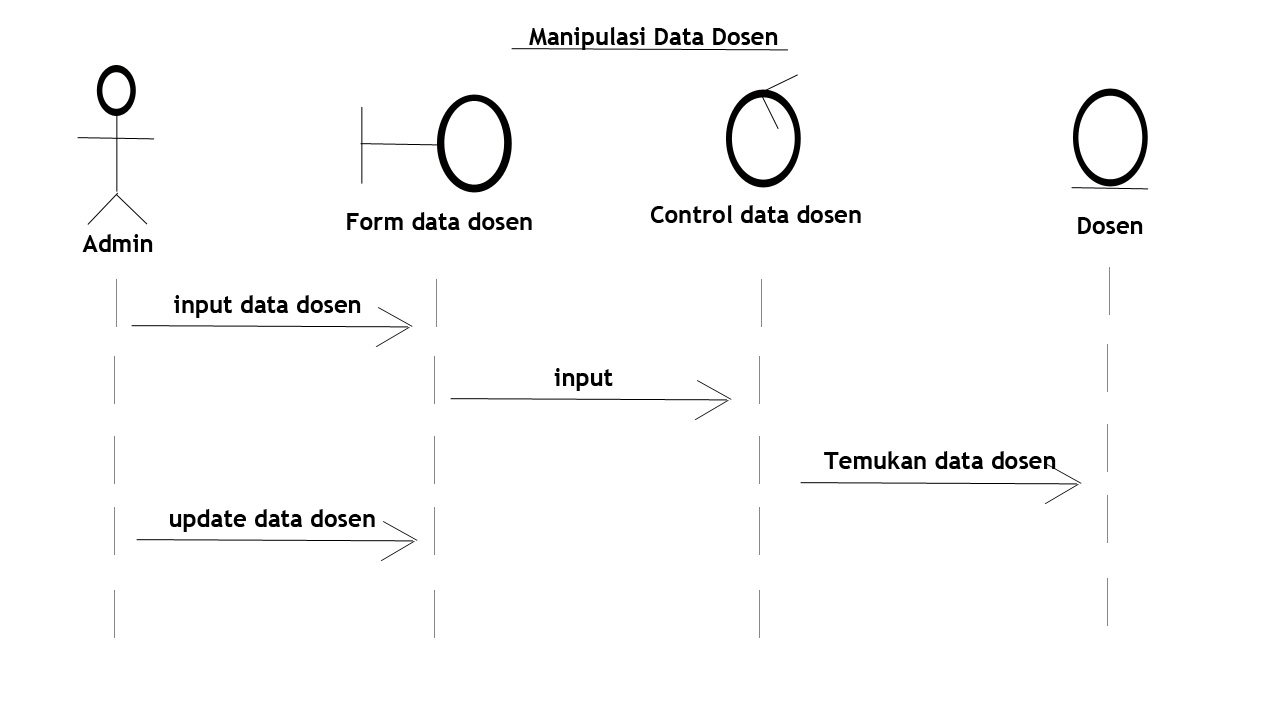 Manipulasi Data Dosen
Admin
Form data dosen
Control data dosen
Dosen
input data dosen
input
Temukan data dosen
update data dosen